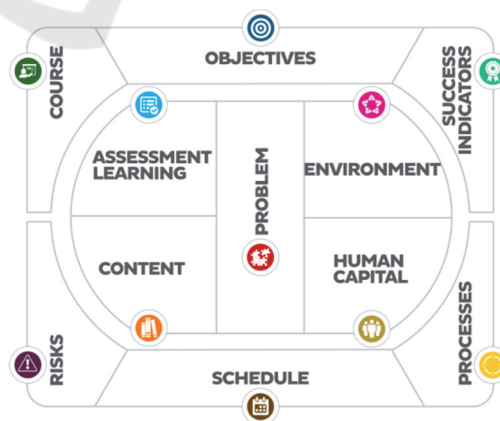 OBJECTIVES
COURSE
SUCCESS
INDICATORS
ASSESSMENT
LEARNING
PROBLEM
ENVIRONMENT
CONTENT
HUMAN
CAPITAL
RISKS
SCHEDULE
PROCESSES